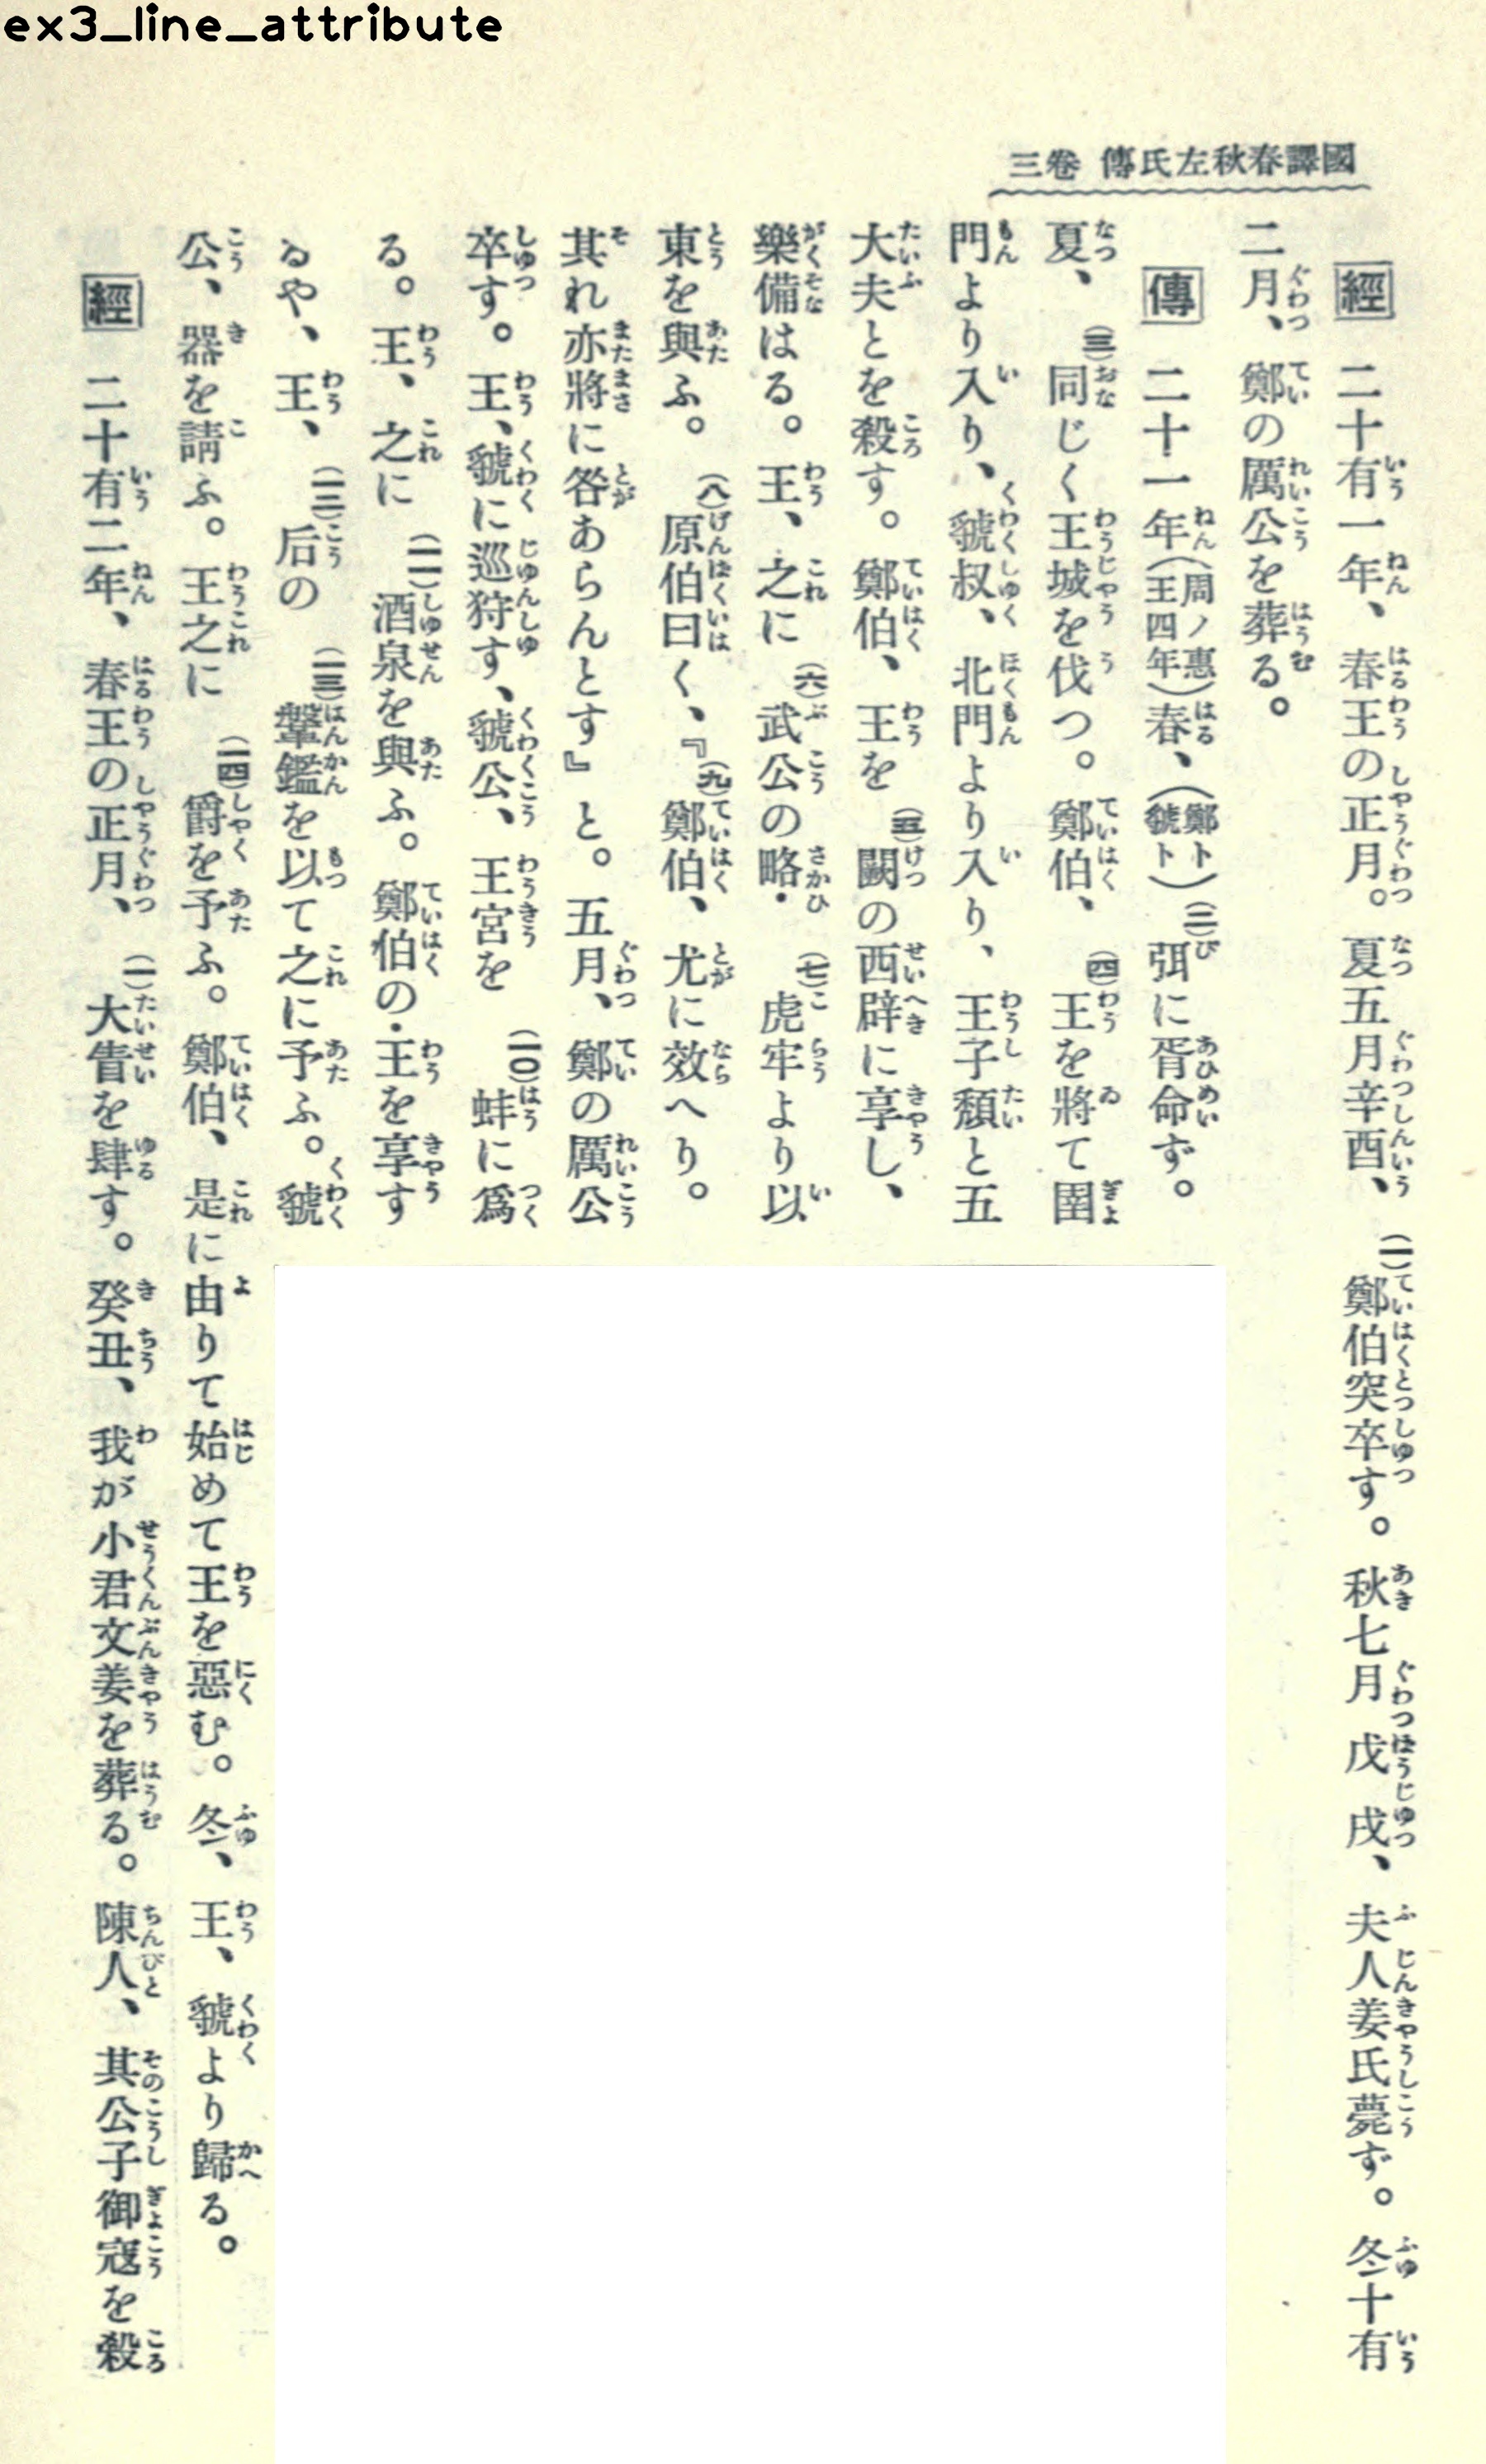 ex3_line_attribute
國譯春秋左氏傳 卷三
經 二十有一年、春王の正月。夏五月辛酉、(一)鄭伯突卒す。秋七月戊戌、夫人姜氏薨ず。冬十有
二月、鄭の厲公を葬る。
傳 二十一年(周ノ惠王四年)春、(鄭ト虢ト)(二)弭に胥命ず。
夏、(三)同じく王城を伐つ。鄭伯、(四)王を將て圉
門より入り、虢叔、北門より入り、王子頽と五
大夫とを殺す。鄭伯、王を(五)闕の西辟に享し、
樂備はる。王、之に(六)武公の略・(七)虎牢より以
東を與ふ。(八)原伯曰く、『(九)鄭伯、尤に效へり。
其れ亦將に咎あらんとす』と。五月、鄭の厲公
卒す。王、虢に巡狩す、虢公、王宮を(一〇)蚌に爲
る。王、之に(一一)酒泉を與ふ。鄭伯の・王を享す
るや、王、(一二)后の(一三)鞶鑑を以て之に予ふ。虢
公、器を請ふ。王之に(一四)爵を予ふ。鄭伯、是に由りて始めて王を惡む。冬、王、虢より歸る。
經 二十有二年、春王の正月、(一)大眚を肆す。癸丑、我が小君文姜を葬る。陳人、其公子御寇を殺